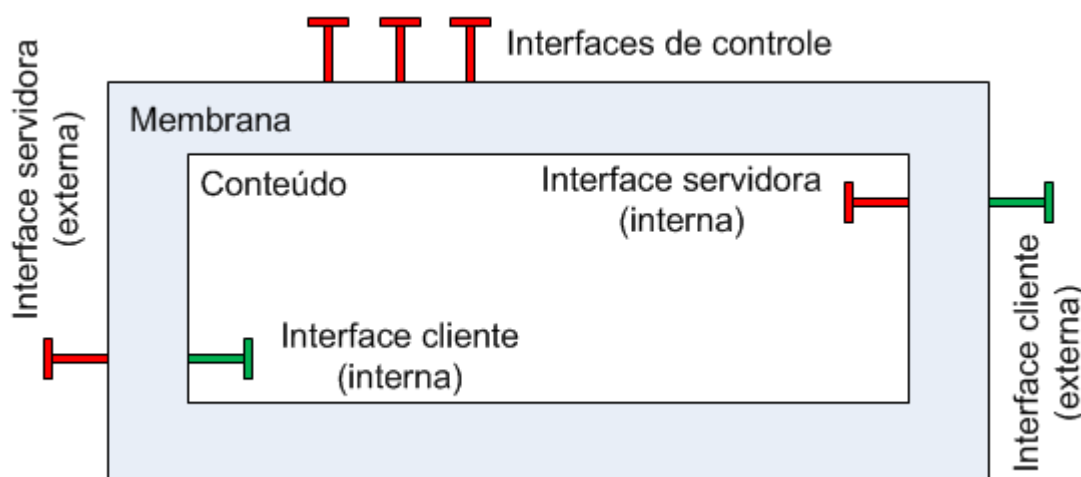 Interfaces de controle
Interface servidora
(externa)
Membrana
Conteúdo
Interface servidora
(interna)
Interface cliente
(interna)
Interface cliente
(externa)